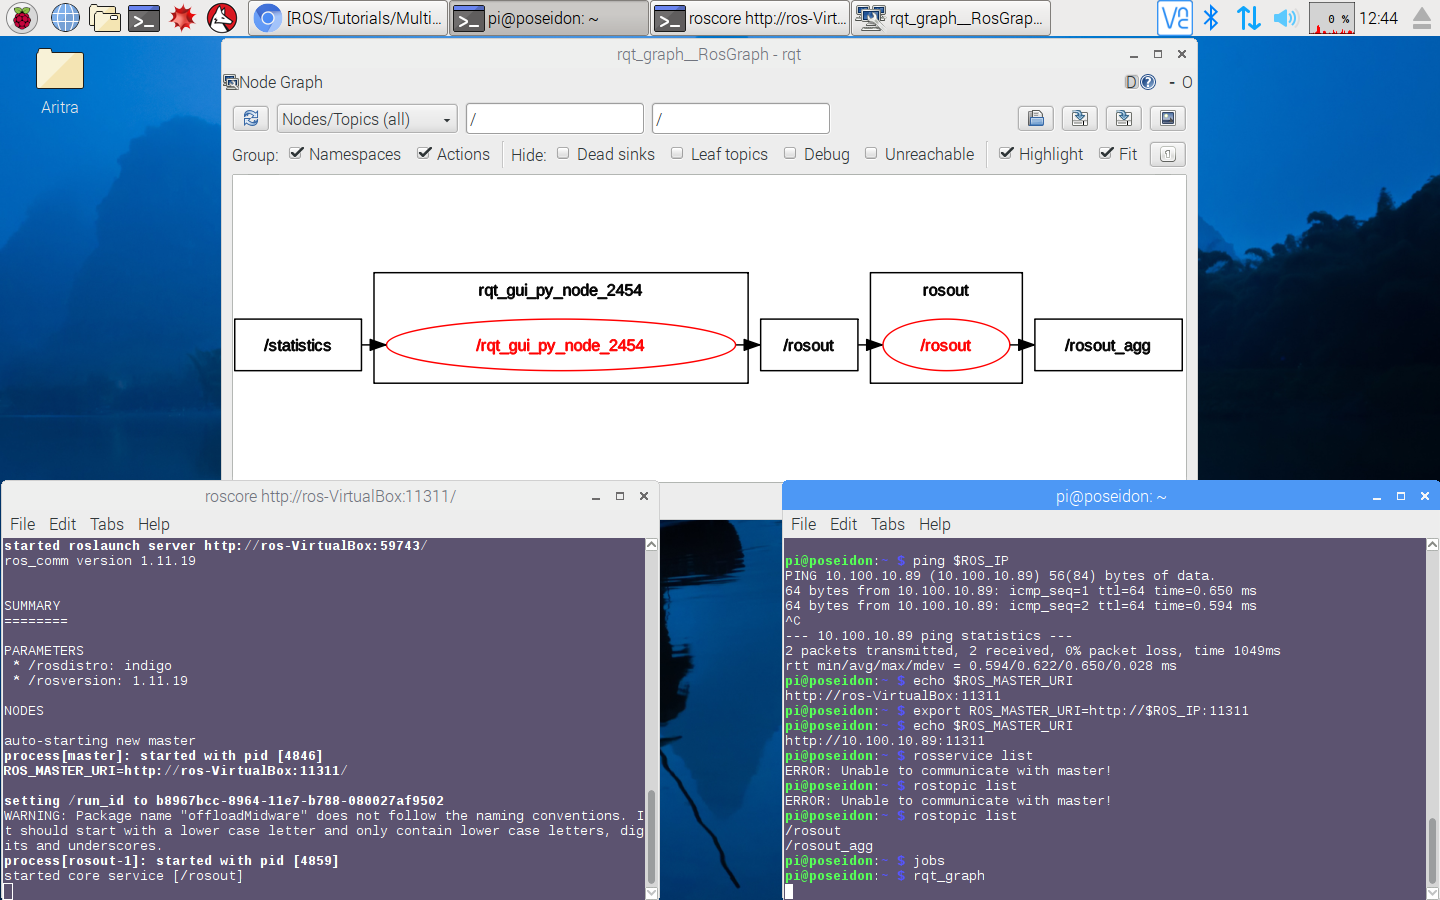 [ROS/Tutorials/Multi...
pi@poseidon: ~
roscore http://ros-Virt...
rqt_graph__RosGrap...
0 %
12:44
Aritra
rqt_graph__RosGraph - rqt
Node Graph
D
- O
Nodes/Topics (all)
/
/
Group:
Namespaces
Actions
Hide:
Dead sinks
Leaf topics
Debug
Unreachable
Highlight
Fit
rqt_gui_py_node_2454
rosout
/statistics
/rqt_gui_py_node_2454
/rosout
/rosout
/rosout_agg
roscore http://ros-VirtualBox:11311/
File Edit Tabs Help
started roslaunch server http://ros-VirtualBox:59743/
ros_comm version 1.11.19
SUMMARY
========
PARAMETERS
* /rosdistro: indigo
* /rosversion: 1.11.19
NODES
auto-starting new master
process[master]: started with pid [4846]
ROS_MASTER_URI=http://ros-VirtualBox:11311/
setting /run_id to b8967bcc-8964-11e7-b788-080027af9502
WARNING: Package name "offloadMidware" does not follow the naming conventions. I
t should start with a lower case letter and only contain lower case letters, dig
its and underscores.
process[rosout-1]: started with pid [4859]
started core service [/rosout]
pi@poseidon: ~
File Edit Tabs Help
pi@poseidon:~ $ ping $ROS_IP
PING 10.100.10.89 (10.100.10.89) 56(84) bytes of data.
64 bytes from 10.100.10.89: icmp_seq=1 ttl=64 time=0.650 ms
64 bytes from 10.100.10.89: icmp_seq=2 ttl=64 time=0.594 ms
^C
--- 10.100.10.89 ping statistics ---
2 packets transmitted, 2 received, 0% packet loss, time 1049ms
rtt min/avg/max/mdev = 0.594/0.622/0.650/0.028 ms
pi@poseidon:~ $ echo $ROS_MASTER_URI
http://ros-VirtualBox:11311
pi@poseidon:~ $ export ROS_MASTER_URI=http://$ROS_IP:11311
pi@poseidon:~ $ echo $ROS_MASTER_URI
http://10.100.10.89:11311
pi@poseidon:~ $ rosservice list
ERROR: Unable to communicate with master!
pi@poseidon:~ $ rostopic list
ERROR: Unable to communicate with master!
pi@poseidon:~ $ rostopic list
/rosout
/rosout_agg
pi@poseidon:~ $ jobs
pi@poseidon:~ $ rqt_graph